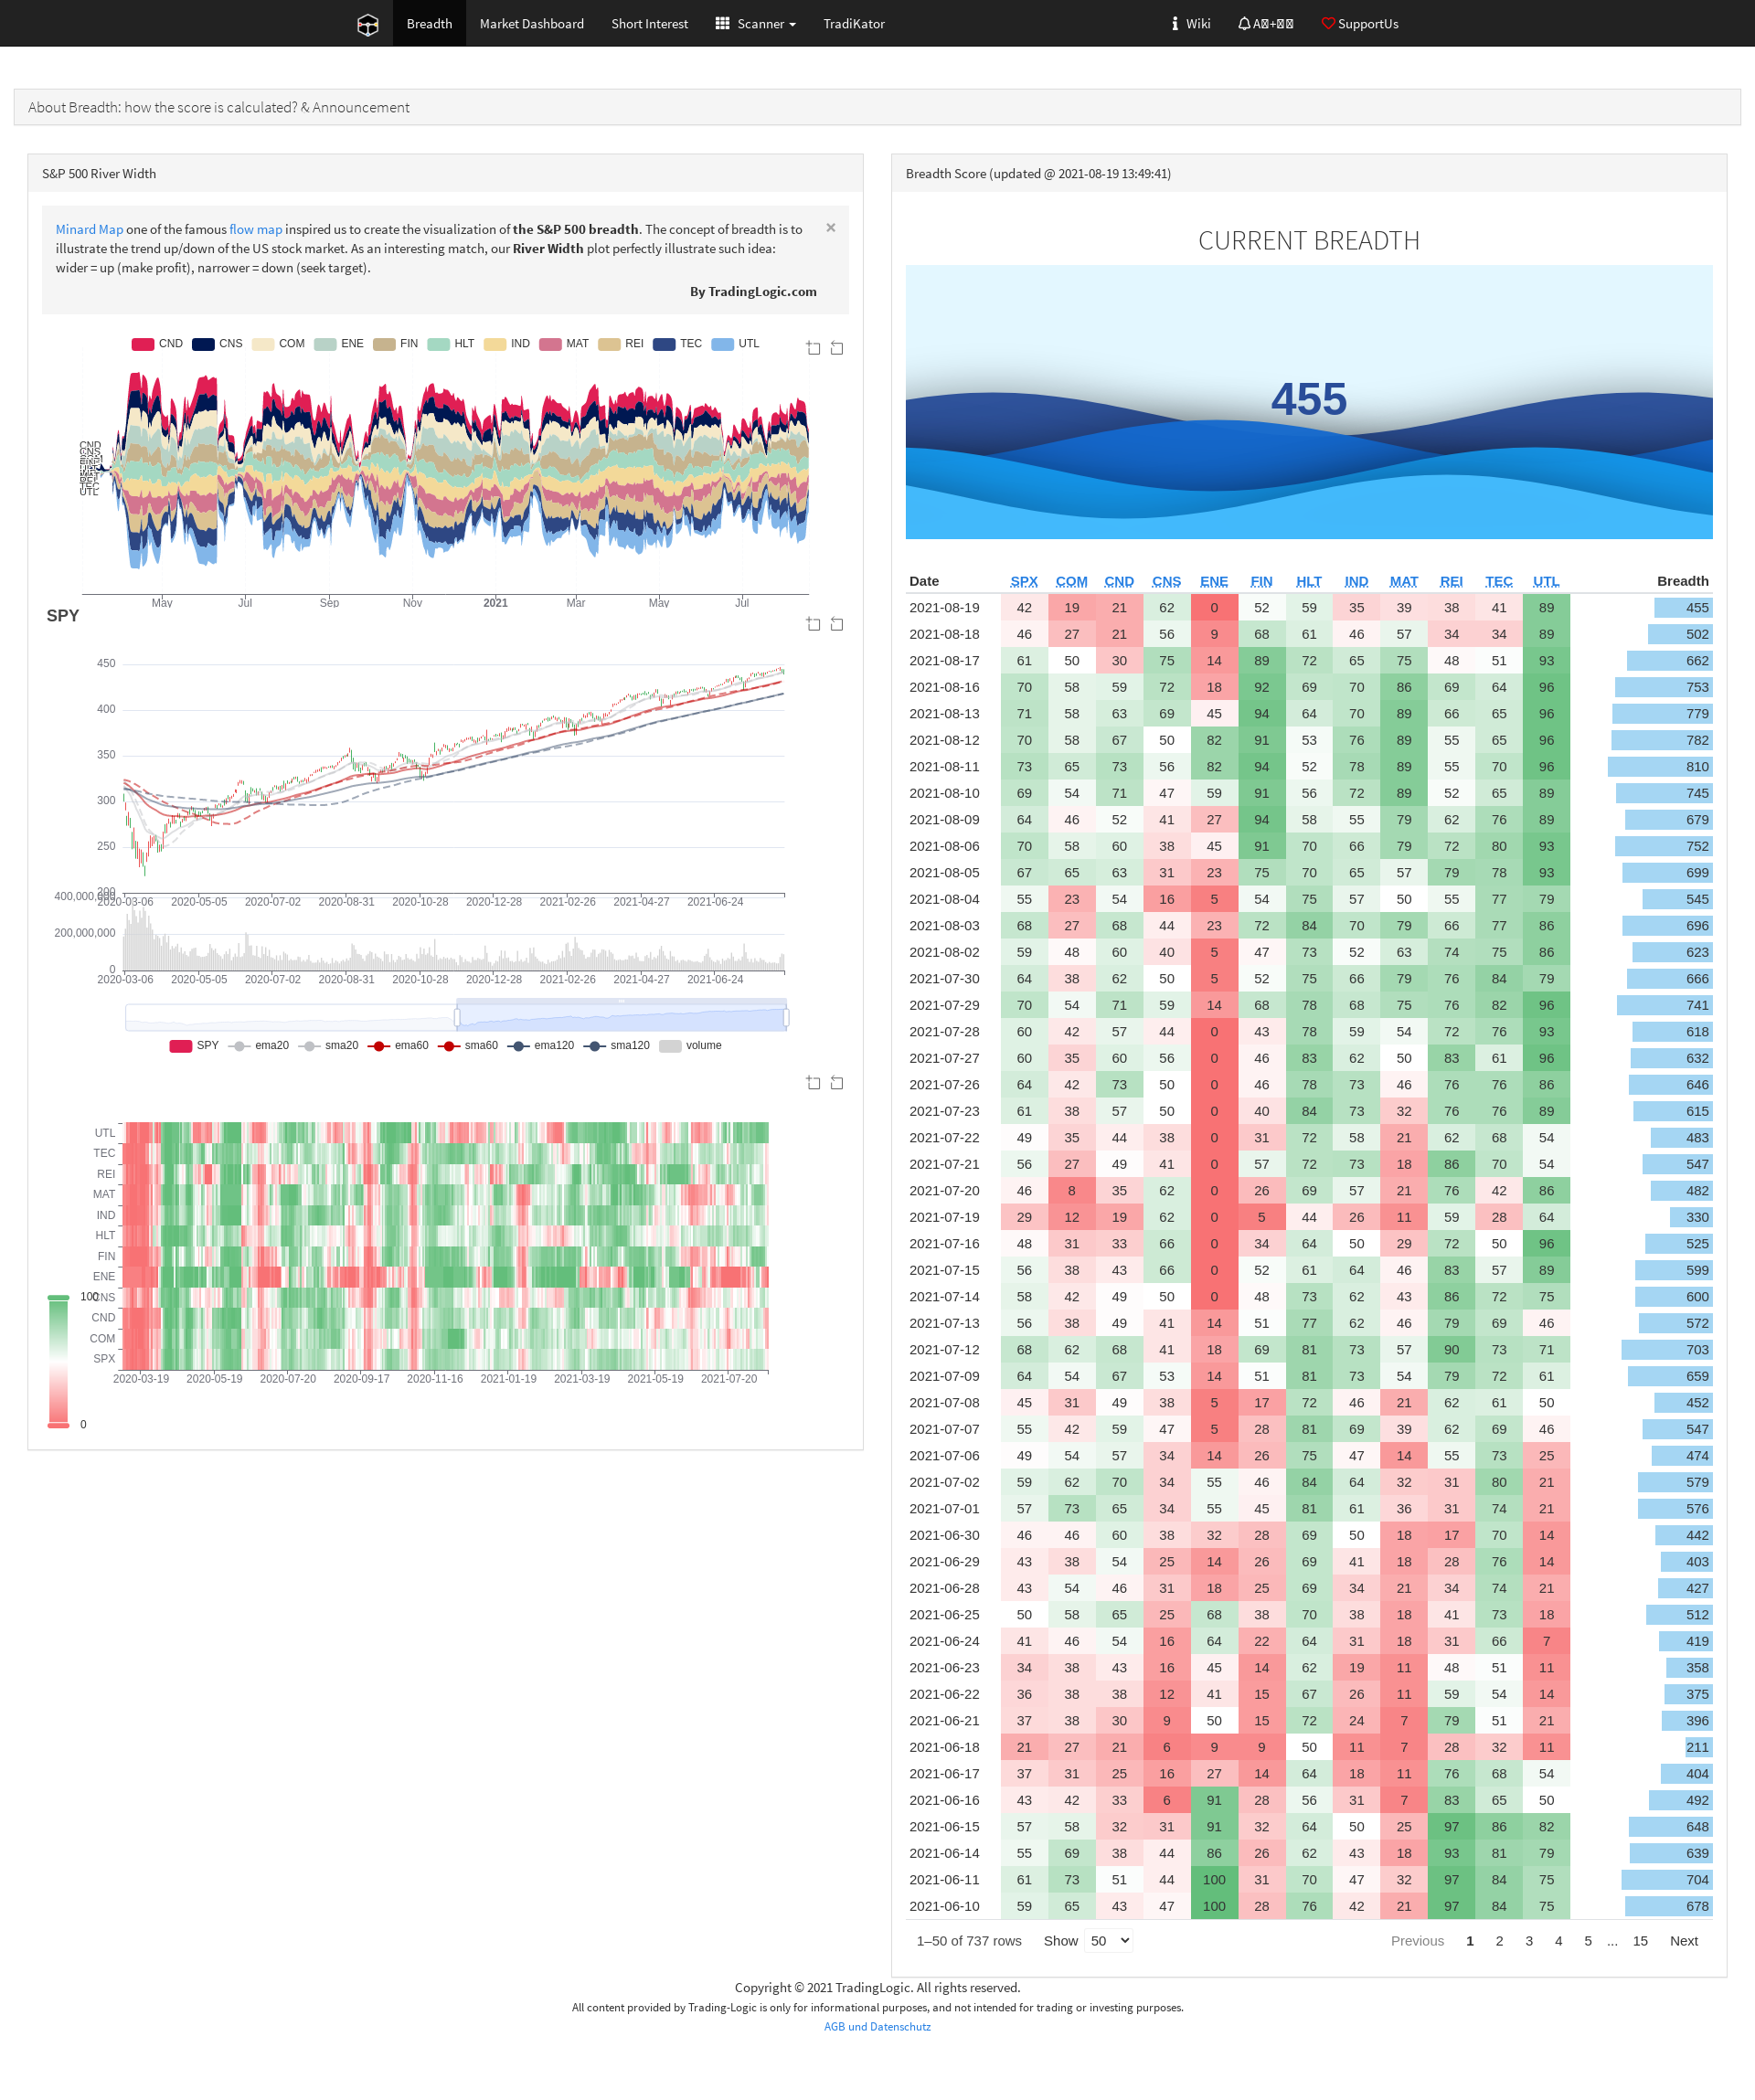 Breadth Market Dashboard Short Interest Scanner TradiKator Wiki SupportUs
About Breadth: how the score is calculated? & Announcement
S&P 500 River Width
Minard Map one of the famous flow map inspired us to create the visualization of the S&P 500 breadth. The concept of breadth is to
illustrate the trend up/down of the US stock market. As an interesting match, our River Width plot perfectly illustrate such idea:
wider = up (make profit), narrower = down (seek target).
×
By TradingLogic.com
CND CNS COM ENE FIN HLT IND MAT REI TEC UTL
CND
CNS
TEC
UTL
May Jul Sep Nov 2021 Mar May Jul
SPY
450
400
350
300
250
200
2020-03-06 2020-05-05 2020-07-02 2020-08-31 2020-10-28 2020-12-28 2021-02-26 2021-04-27 2021-06-24
400,000,000
200,000,000
0
2020-03-06 2020-05-05 2020-07-02 2020-08-31 2020-10-28 2020-12-28 2021-02-26 2021-04-27 2021-06-24
SPY ema20 sma20 ema60 sma60 ema120 sma120 volume
UTL
TEC
REI
MAT
IND
HLT
FIN
ENE
CNS
CND
COM
SPX
100
0
2020-03-19 2020-05-19 2020-07-20 2020-09-17 2020-11-16 2021-01-19 2021-03-19 2021-05-19 2021-07-20
Breadth Score (updated @ 2021-08-19 13:49:41)
CURRENT BREADTH
455
Date SPX COM CND CNS ENE FIN HLT IND MAT REI TEC UTL Breadth
2021-08-19 42 19 21 62 0 52 59 35 39 38 41 89 455
2021-08-18 46 27 21 56 9 68 61 46 57 34 34 89 502
2021-08-17 61 50 30 75 14 89 72 65 75 48 51 93 662
2021-08-16 70 58 59 72 18 92 69 70 86 69 64 96 753
2021-08-13 71 58 63 69 45 94 64 70 89 66 65 96 779
2021-08-12 70 58 67 50 82 91 53 76 89 55 65 96 782
2021-08-11 73 65 73 56 82 94 52 78 89 55 70 96 810
2021-08-10 69 54 71 47 59 91 56 72 89 52 65 89 745
2021-08-09 64 46 52 41 27 94 58 55 79 62 76 89 679
2021-08-06 70 58 60 38 45 91 70 66 79 72 80 93 752
2021-08-05 67 65 63 31 23 75 70 65 57 79 78 93 699
2021-08-04 55 23 54 16 5 54 75 57 50 55 77 79 545
2021-08-03 68 27 68 44 23 72 84 70 79 66 77 86 696
2021-08-02 59 48 60 40 5 47 73 52 63 74 75 86 623
2021-07-30 64 38 62 50 5 52 75 66 79 76 84 79 666
2021-07-29 70 54 71 59 14 68 78 68 75 76 82 96 741
2021-07-28 60 42 57 44 0 43 78 59 54 72 76 93 618
2021-07-27 60 35 60 56 0 46 83 62 50 83 61 96 632
2021-07-26 64 42 73 50 0 46 78 73 46 76 76 86 646
2021-07-23 61 38 57 50 0 40 84 73 32 76 76 89 615
2021-07-22 49 35 44 38 0 31 72 58 21 62 68 54 483
2021-07-21 56 27 49 41 0 57 72 73 18 86 70 54 547
2021-07-20 46 8 35 62 0 26 69 57 21 76 42 86 482
2021-07-19 29 12 19 62 0 5 44 26 11 59 28 64 330
2021-07-16 48 31 33 66 0 34 64 50 29 72 50 96 525
2021-07-15 56 38 43 66 0 52 61 64 46 83 57 89 599
2021-07-14 58 42 49 50 0 48 73 62 43 86 72 75 600
2021-07-13 56 38 49 41 14 51 77 62 46 79 69 46 572
2021-07-12 68 62 68 41 18 69 81 73 57 90 73 71 703
2021-07-09 64 54 67 53 14 51 81 73 54 79 72 61 659
2021-07-08 45 31 49 38 5 17 72 46 21 62 61 50 452
2021-07-07 55 42 59 47 5 28 81 69 39 62 69 46 547
2021-07-06 49 54 57 34 14 26 75 47 14 55 73 25 474
2021-07-02 59 62 70 34 55 46 84 64 32 31 80 21 579
2021-07-01 57 73 65 34 55 45 81 61 36 31 74 21 576
2021-06-30 46 46 60 38 32 28 69 50 18 17 70 14 442
2021-06-29 43 38 54 25 14 26 69 41 18 28 76 14 403
2021-06-28 43 54 46 31 18 25 69 34 21 34 74 21 427
2021-06-25 50 58 65 25 68 38 70 38 18 41 73 18 512
2021-06-24 41 46 54 16 64 22 64 31 18 31 66 7 419
2021-06-23 34 38 43 16 45 14 62 19 11 48 51 11 358
2021-06-22 36 38 38 12 41 15 67 26 11 59 54 14 375
2021-06-21 37 38 30 9 50 15 72 24 7 79 51 21 396
2021-06-18 21 27 21 6 9 9 50 11 7 28 32 11 211
2021-06-17 37 31 25 16 27 14 64 18 11 76 68 54 404
2021-06-16 43 42 33 6 91 28 56 31 7 83 65 50 492
2021-06-15 57 58 32 31 91 32 64 50 25 97 86 82 648
2021-06-14 55 69 38 44 86 26 62 43 18 93 81 79 639
2021-06-11 61 73 51 44 100 31 70 47 32 97 84 75 704
2021-06-10 59 65 43 47 100 28 76 42 21 97 84 75 678
1–50 of 737 rows Show 50 Previous 1 2 3 4 5 ... 15 Next
Copyright © 2021 TradingLogic. All rights reserved.
All content provided by Trading-Logic is only for informational purposes, and not intended for trading or investing purposes.
AGB und Datenschutz